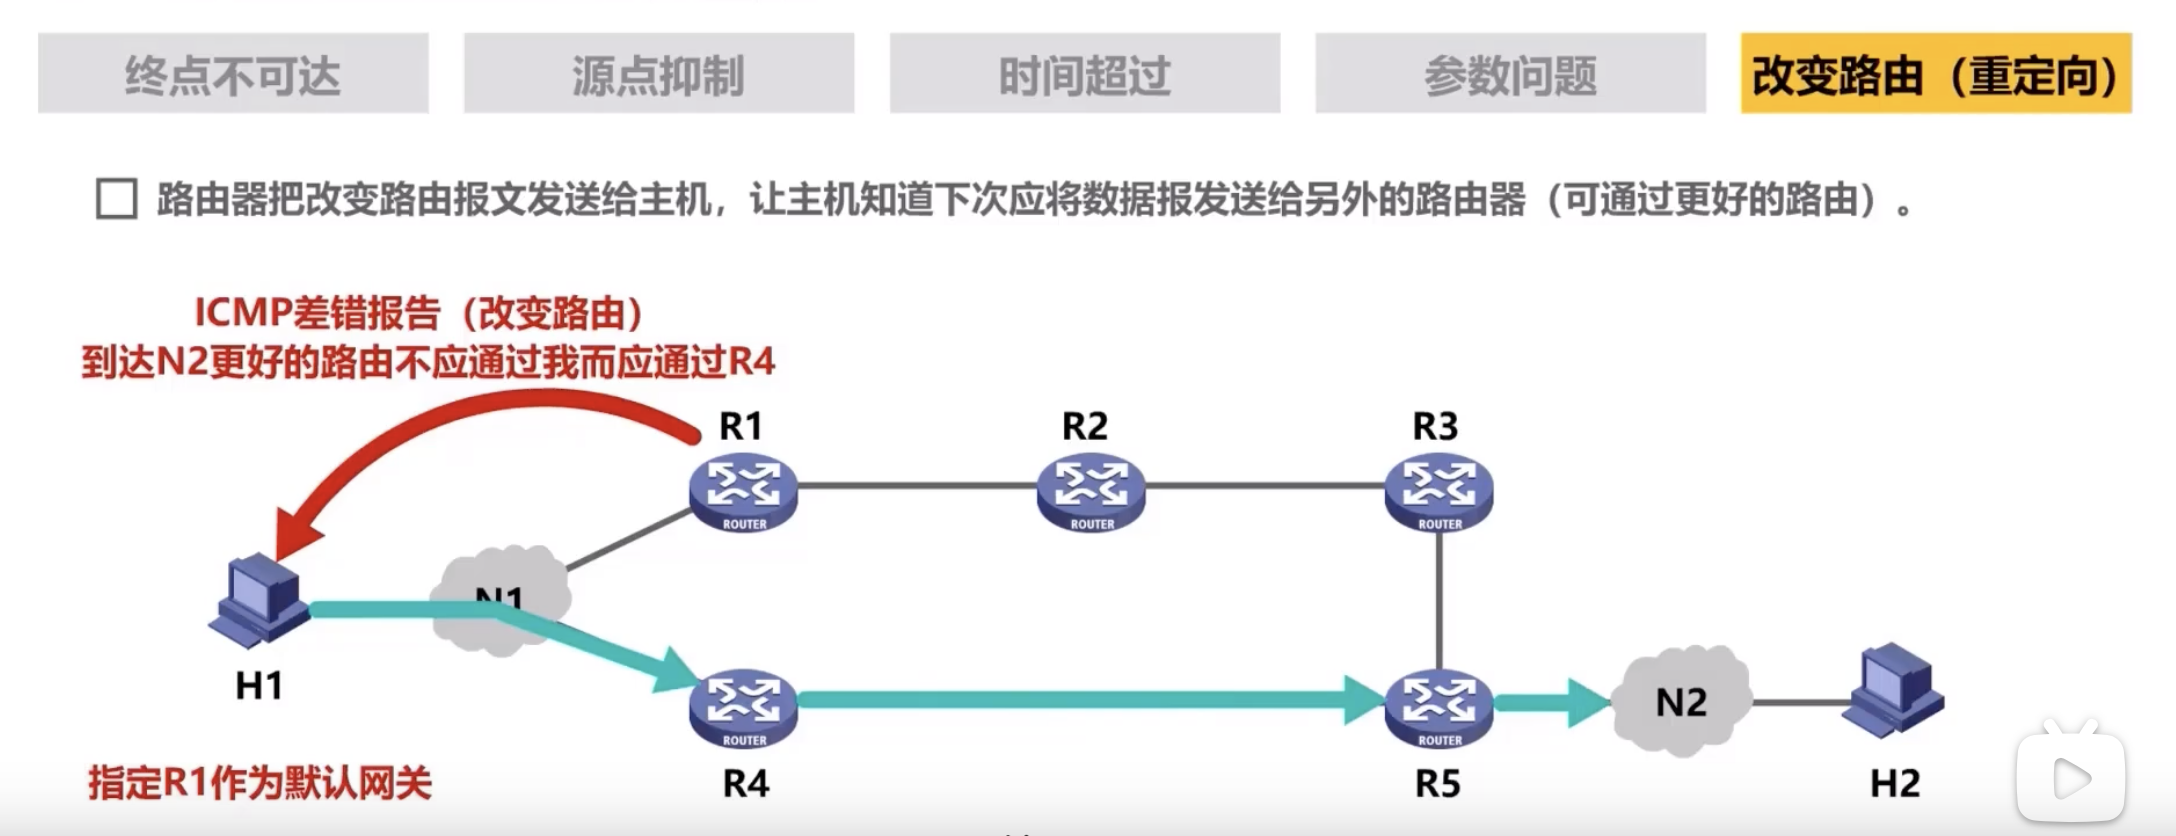 终点不可达
源点抑制
时间超过
参数问题
改变路由（重定向）
路由器把改变路由报文发送给主机，让主机知道下次应将数据报发送给另外的路由器（可通过更好的路由）。
ICMP差错报告（改变路由）
到达N2更好的路由不应通过我而应通过R4
R1
R2
R3
ROUTER
ROUTER
ROUTER
N1
H1
N2
ROUTER
ROUTER
指定R1作为默认网关
R4
R5
H2